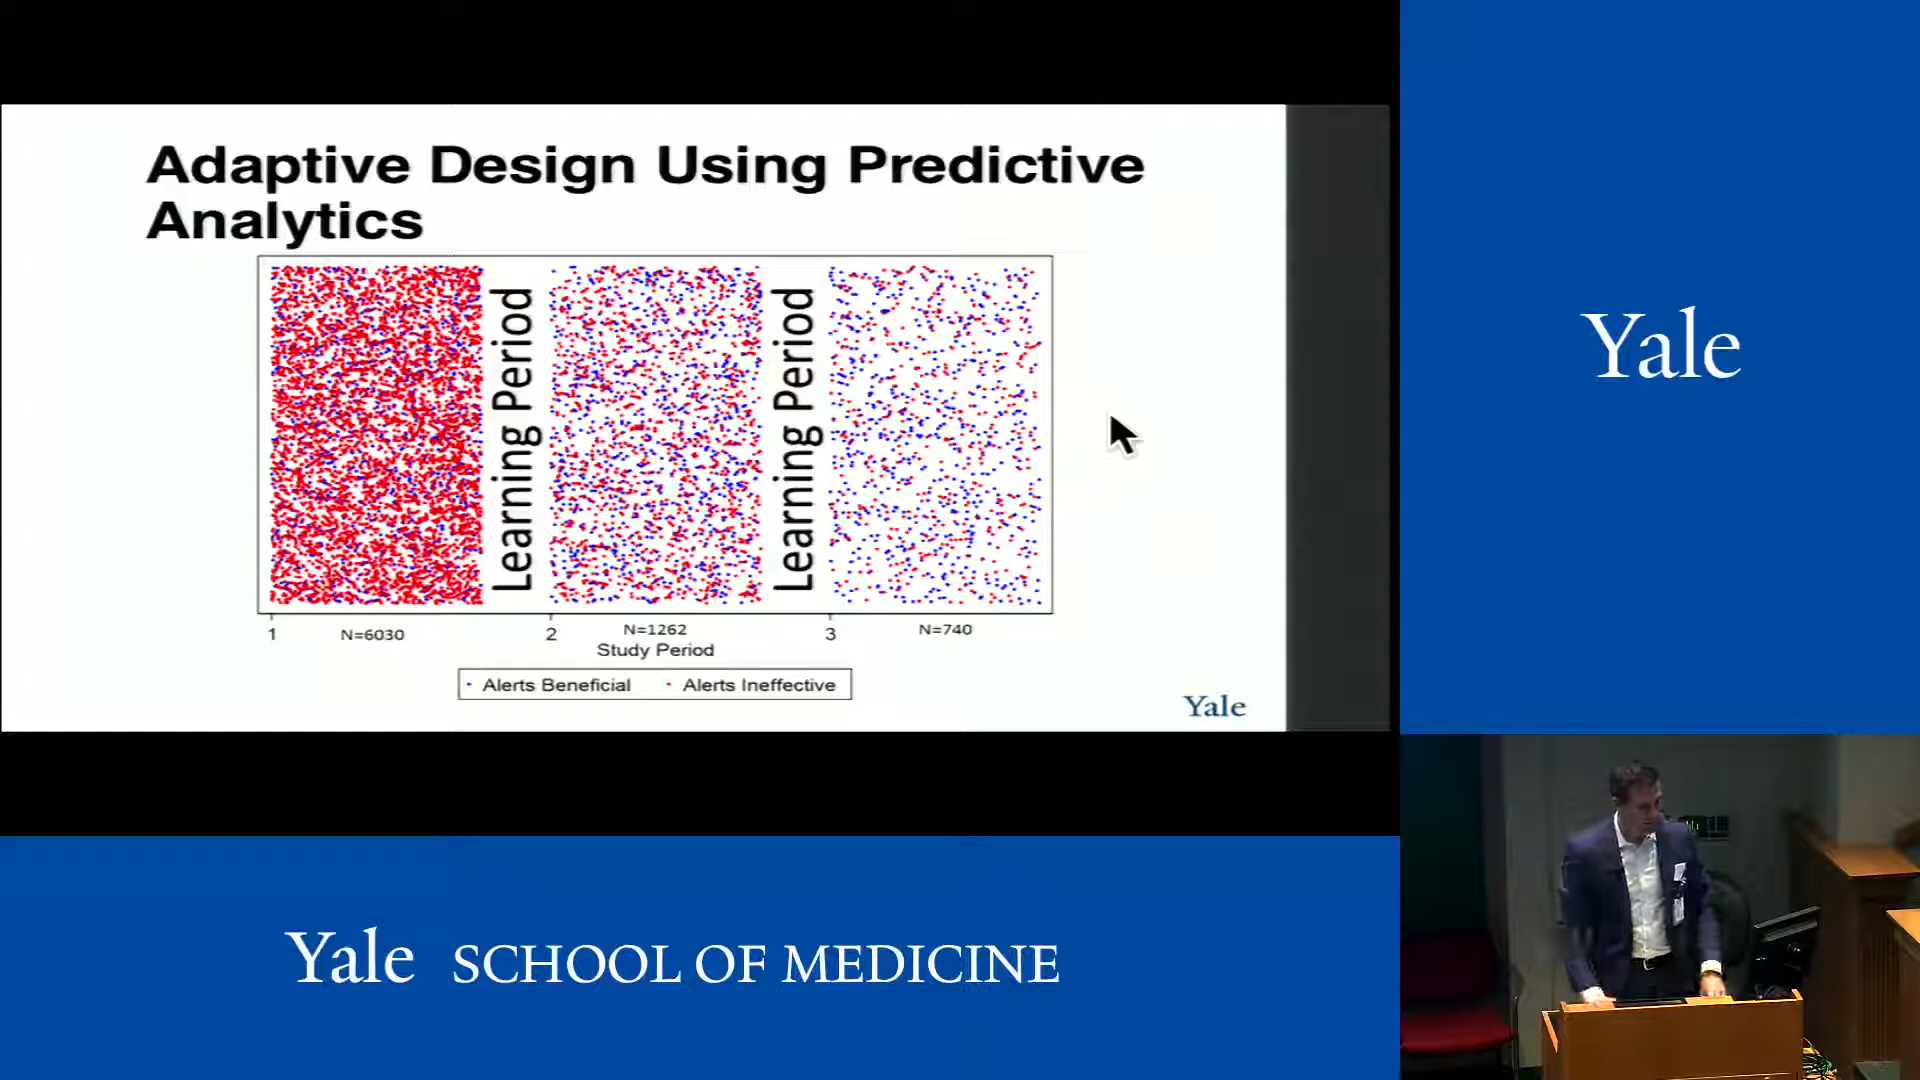 Adaptive Design Using Predictive
Analytics
Learning Period
Learning Period
1
N=6030
2
N=1262
3
N=740
Study Period
Alerts Beneficial
Alerts Ineffective
Yale
Yale
Yale SCHOOL OF MEDICINE